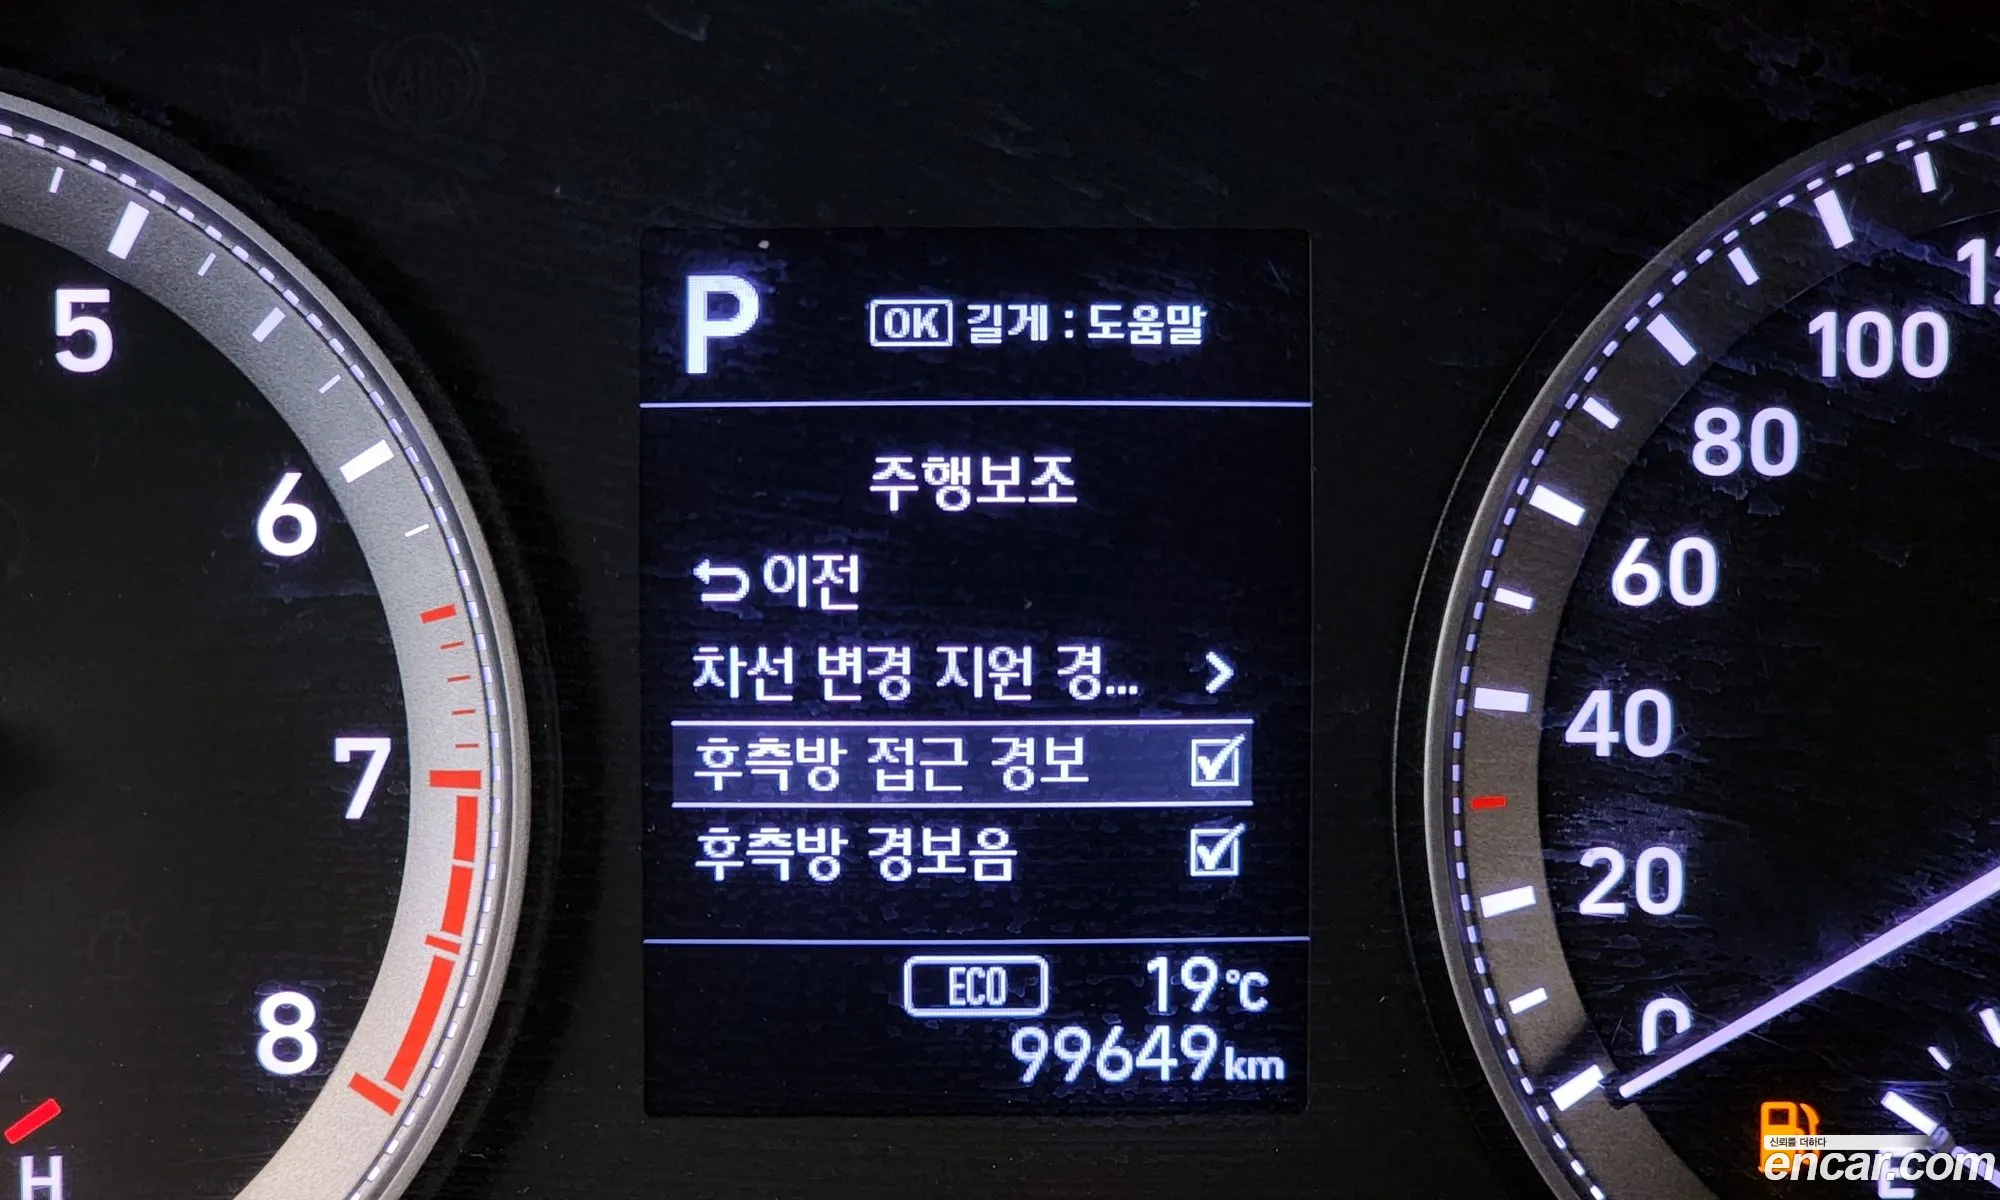 P
OK 길게 : 도움말
주행보조
이전
차선 변경 지원 경...
후측방 접근 경보
후측방 경보음
ECO 19°C
99649km
5
6
7
8
H
100
80
60
40
20
0
신뢰를 더하다
encar.com